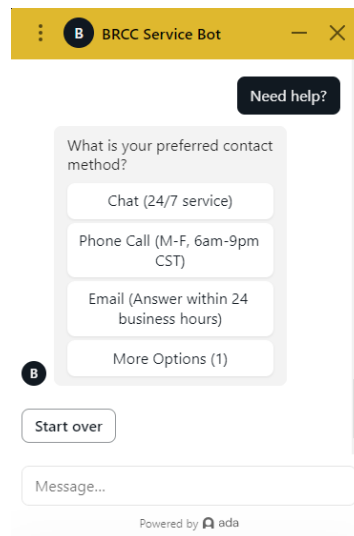 B BRCC Service Bot
Need help?
What is your preferred contact
method?
Chat (24/7 service)
Phone Call (M-F, 6am-9pm
CST)
Email (Answer within 24
business hours)
More Options (1)
B
Start over
Message...
Powered by ada